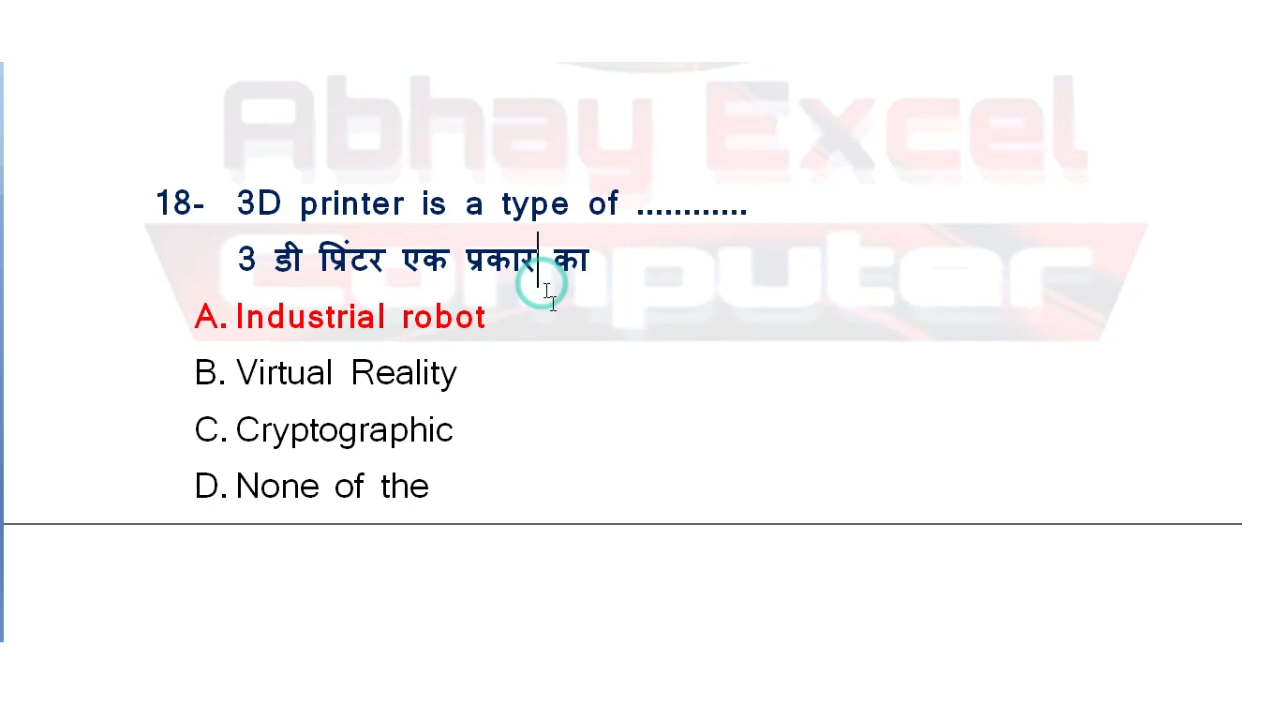 Abhay Excel
Computer
18- 3D printer is a type of ............
3 डी प्रिंटर एक प्रकार का
A. Industrial robot
B. Virtual Reality
C. Cryptographic
D. None of the